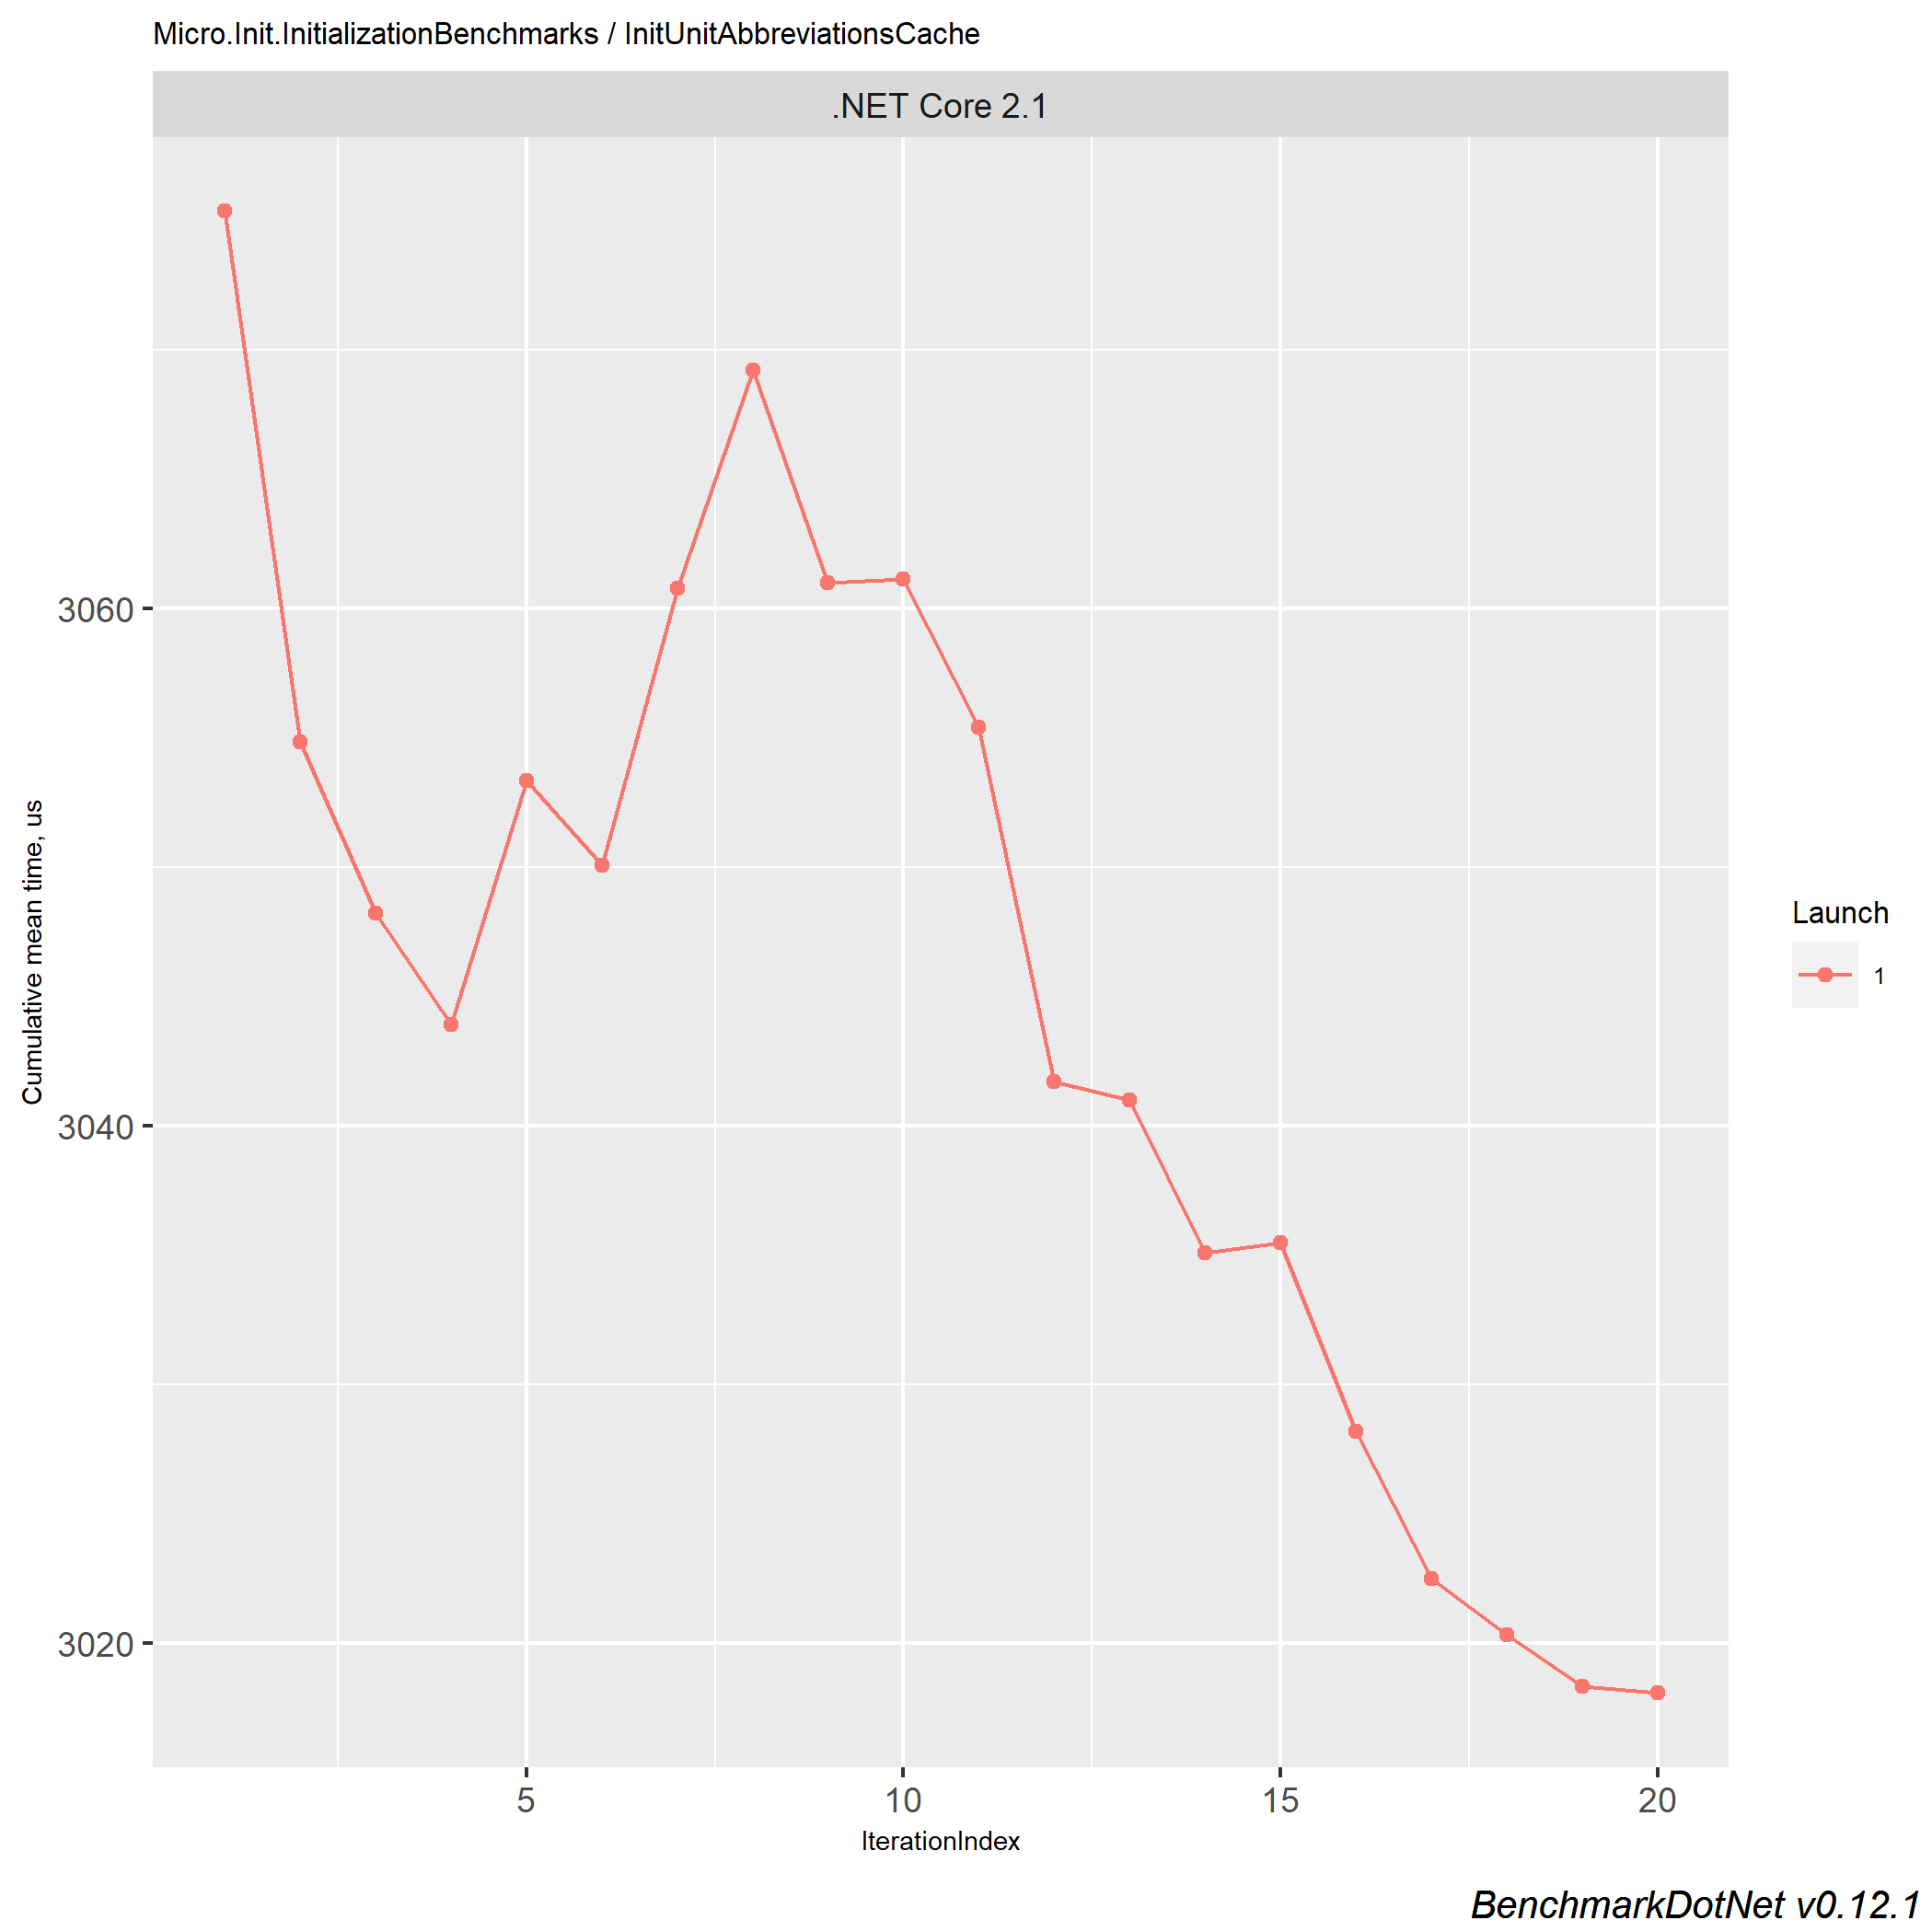 Micro.Init.InitializationBenchmarks / InitUnitAbbreviationsCache
.NET Core 2.1
Cumulative mean time, us
3060
3040
3020
5 10 15 20
IterationIndex
Launch
1
BenchmarkDotNet v0.12.1